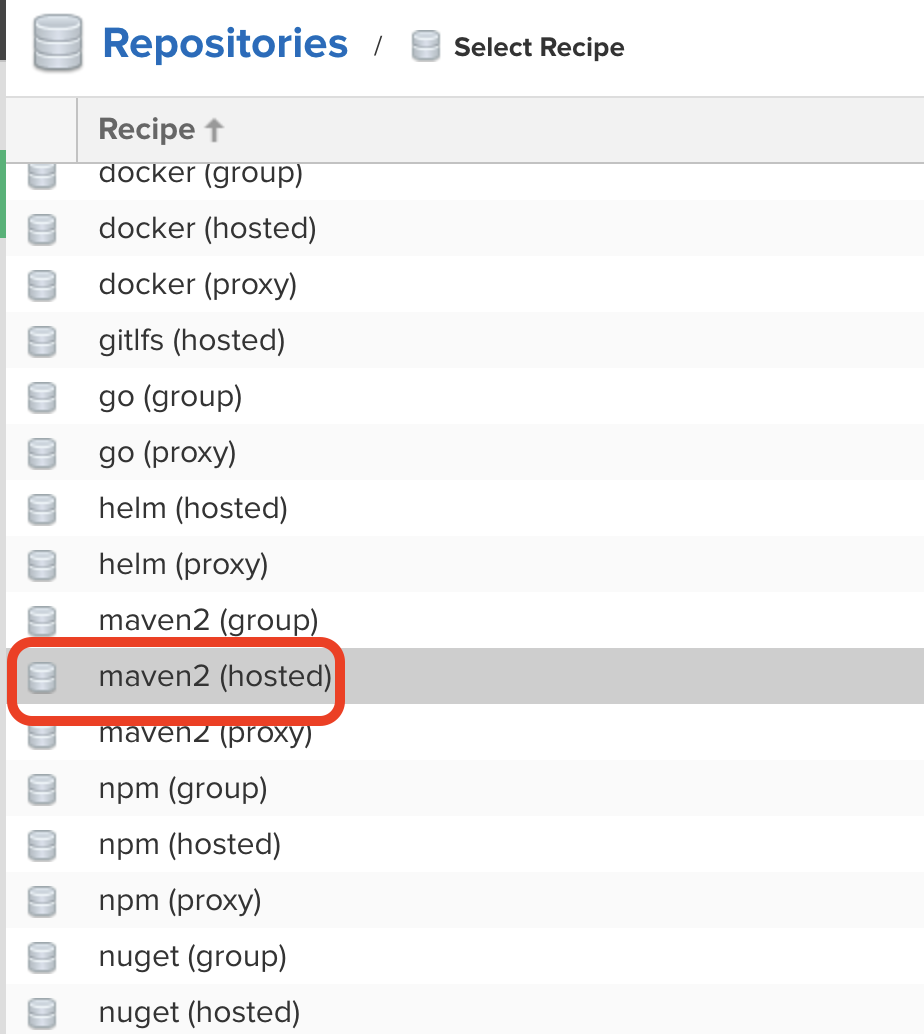 Repositories / Select Recipe
Recipe
docker (group)
docker (hosted)
docker (proxy)
gitlfs (hosted)
go (group)
go (proxy)
helm (hosted)
helm (proxy)
maven2 (group)
maven2 (hosted)
maven2 (proxy)
npm (group)
npm (hosted)
npm (proxy)
nuget (group)
nuget (hosted)